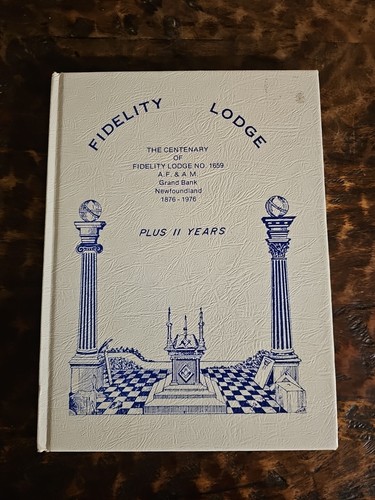 FIDELITY LODGE
THE CENTENARY
OF
FIDELITY LODGE NO. 1659
A.F. & A M.
Grand Bank
Newfoundland
1876 - 1976
PLUS 11 YEARS